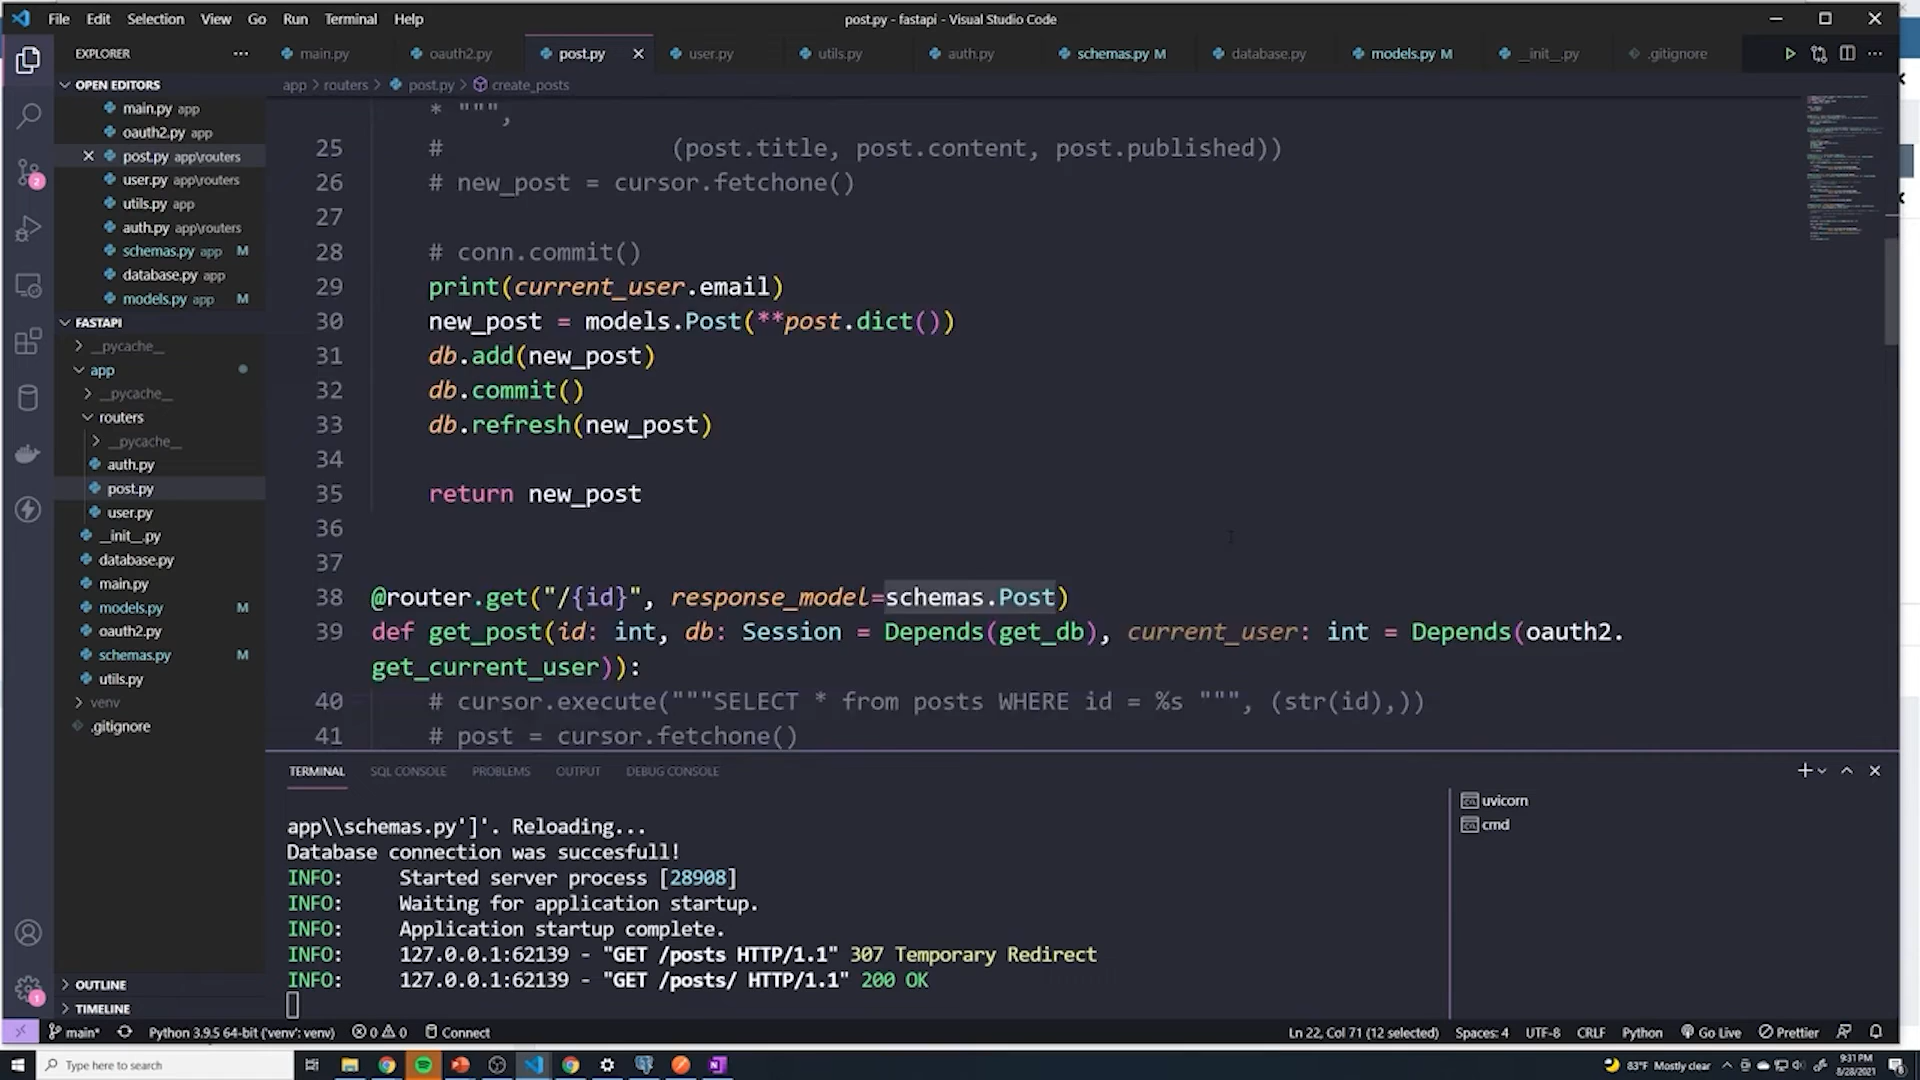 File Edit Selection View Go Run Terminal Help
post.py - fastapi - Visual Studio Code
EXPLORER
main.py oauth2.py post.py user.py utils.py auth.py schemas.py M database.py models.py M __init__.py .gitignore
OPEN EDITORS
main.py app
oauth2.py app
post.py app\routers
user.py app\routers
utils.py app
auth.py app\routers
schemas.py app M
database.py app
models.py app M
FASTAPI
__pycache__
app
__pycache__
routers
__pycache__
auth.py
post.py
user.py
__init__.py
database.py
main.py
models.py M
oauth2.py
schemas.py M
utils.py
venv
.gitignore
OUTLINE
TIMELINE
app > routers > post.py > create_posts
* """,
25 # (post.title, post.content, post.published))
26 # new_post = cursor.fetchone()
27
28 # conn.commit()
29 print(current_user.email)
30 new_post = models.Post(**post.dict())
31 db.add(new_post)
32 db.commit()
33 db.refresh(new_post)
34
35 return new_post
36
37
38 @router.get("/{id}", response_model=schemas.Post)
39 def get_post(id: int, db: Session = Depends(get_db), current_user: int = Depends(oauth2.
get_current_user)):
40 # cursor.execute("""SELECT * from posts WHERE id = %s """, (str(id),))
41 # post = cursor.fetchone()
TERMINAL SQL CONSOLE PROBLEMS OUTPUT DEBUG CONSOLE
app\\schemas.py']'. Reloading...
Database connection was succesfull!
INFO: Started server process [28908]
INFO: Waiting for application startup.
INFO: Application startup complete.
INFO: 127.0.0.1:62139 - "GET /posts HTTP/1.1" 307 Temporary Redirect
INFO: 127.0.0.1:62139 - "GET /posts/ HTTP/1.1" 200 OK
uvicorn
cmd
2
1
main* Python 3.9.5 64-bit ('venv': venv) 0 0 Connect
Ln 22, Col 71 (12 selected) Spaces: 4 UTF-8 CRLF Python Go Live Prettier
Type here to search
83°F Mostly clear
9:31 PM
8/28/2021